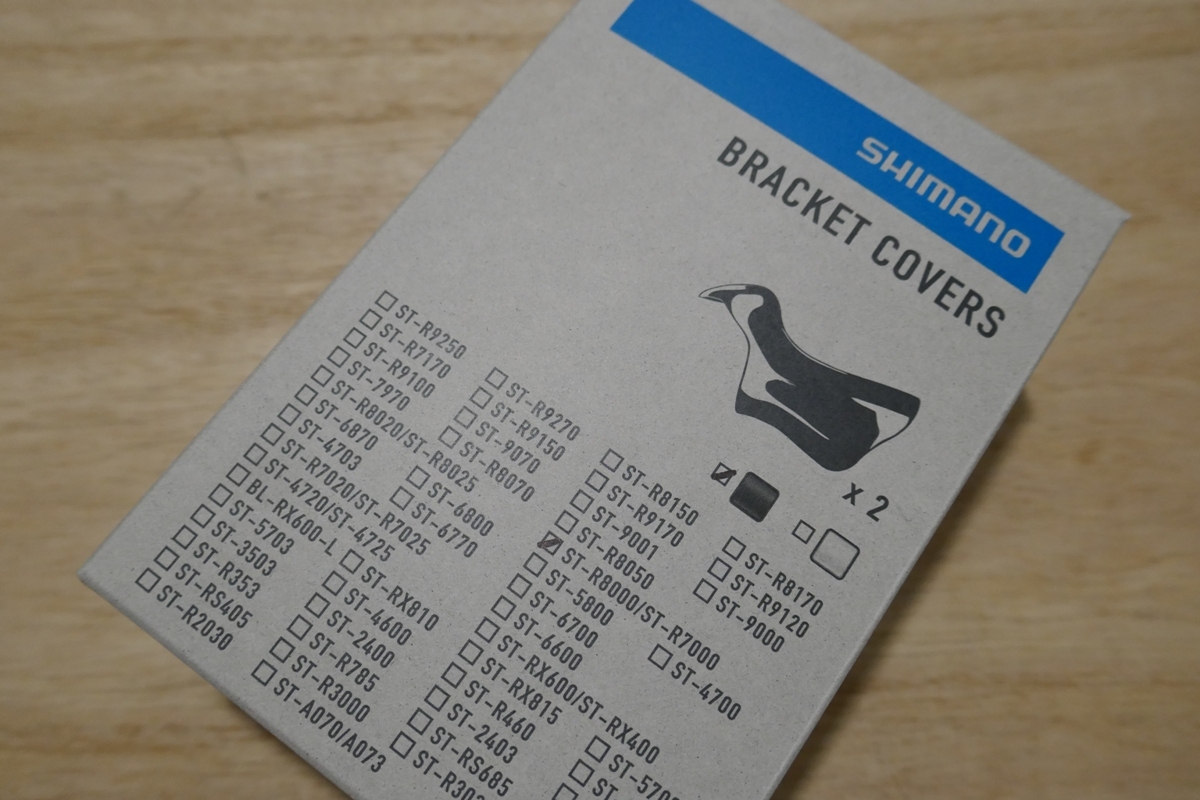 SHIMANO
BRACKET COVERS
x 2
ST-R9250 ST-R9270 ST-R8150 ST-R8170
ST-R7170 ST-R9150 ST-R9170 ST-R9120
ST-R9100 ST-9070 ST-9001 ST-9000
ST-7970 ST-R8070 ST-R8050
ST-R8020/ST-R8025 ST-R8000/ST-R7000
ST-6870 ST-6800 ST-5800 ST-4700
ST-4703 ST-6770 ST-6700
ST-R7020/ST-R7025 ST-6600
ST-4720/ST-4725 ST-RX600/ST-RX400
BL-RX600-L ST-RX810 ST-RX815
ST-5703 ST-4600 ST-R460
ST-3503 ST-2400 ST-2403
ST-R353 ST-R785 ST-RS685
ST-RS405 ST-R3000
ST-R2030 ST-A070/A073